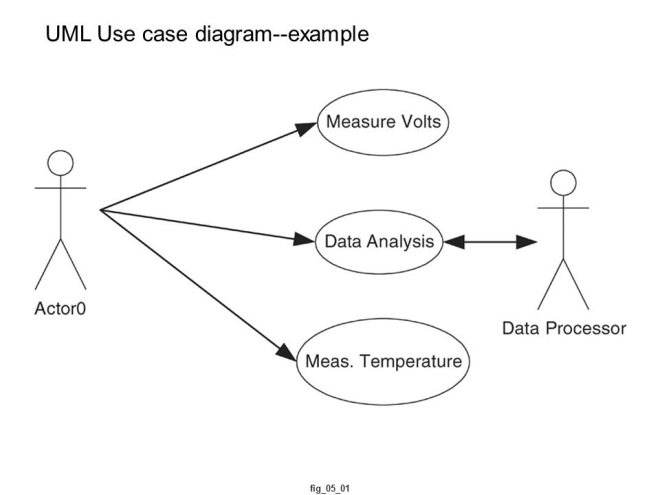 UML Use case diagram--example
Measure Volts
Data Analysis
Actor0
Data Processor
Meas. Temperature
fig_05_01